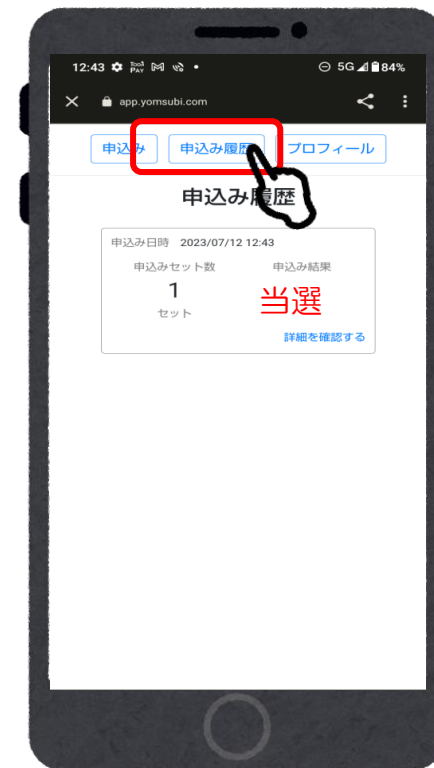 12:43 Tool PAY 5G 84%
app.yomsubi.com
申込み 申込み履歴 プロフィール
申込み履歴
申込み日時 2023/07/12 12:43
申込みセット数 申込み結果
1 当選
セット
詳細を確認する